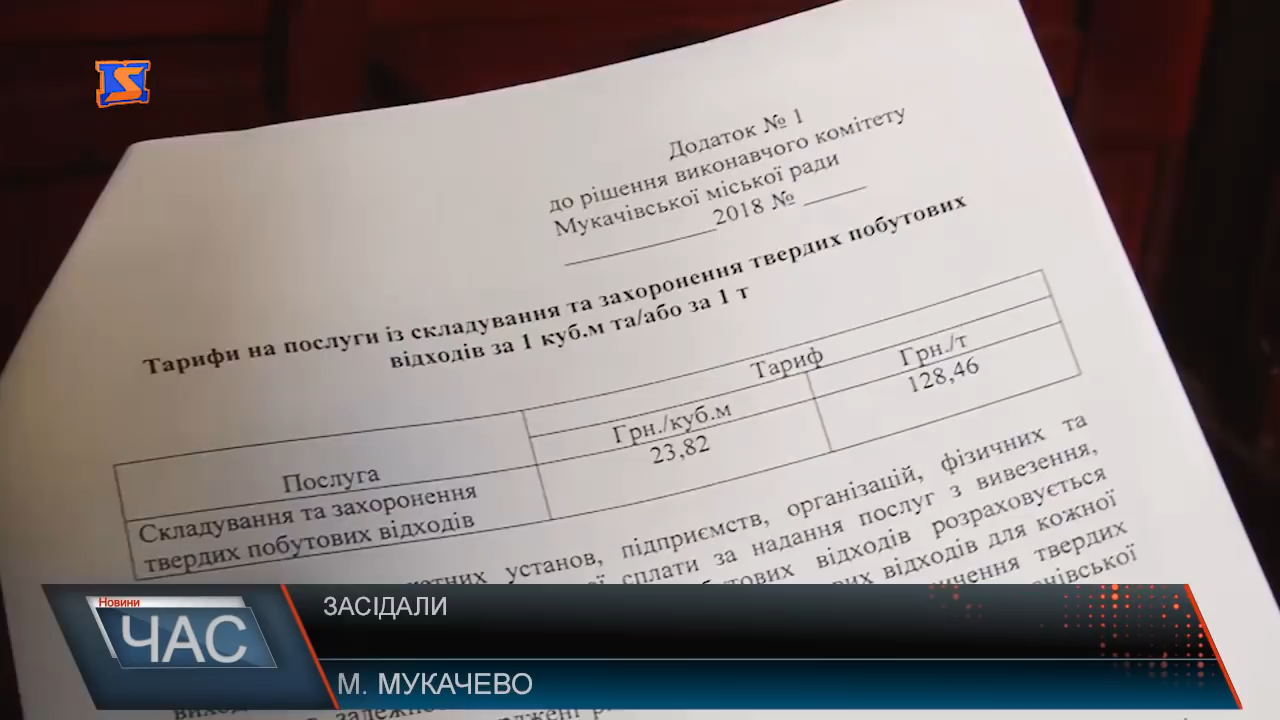 Додаток № 1
до рішення виконавчого комітету
Мукачівської міської ради
2018 №
Тарифи на послуги із складування та захоронення твердих побутових
відходів за 1 куб.м та/або за 1 т
Послуга
Тариф
Грн./куб.м
Грн./т
Складування та захоронення
твердих побутових відходів
23,82
128,46
установ, підприємств, організацій, фізичних та
сплати за надання послуг з вивезення,
відходів розраховується
відходів для кожної
твердих
Новини
ЧАС
ЗАСІДАЛИ
М. МУКАЧЕВО